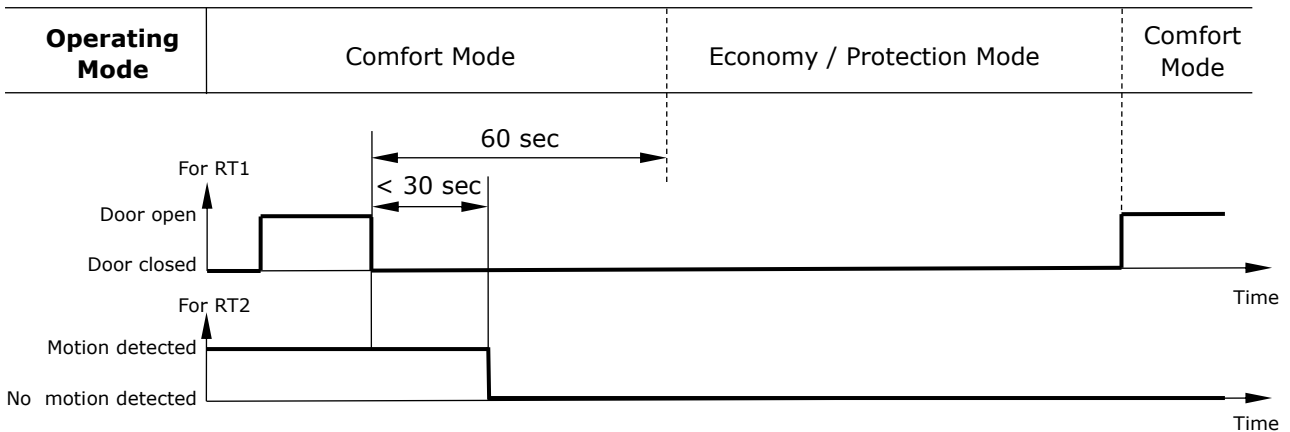 Operating
Mode
Comfort Mode
Economy / Protection Mode
Comfort
Mode
60 sec
For RT1
< 30 sec
Door open
Door closed
Time
For RT2
Motion detected
No motion detected
Time